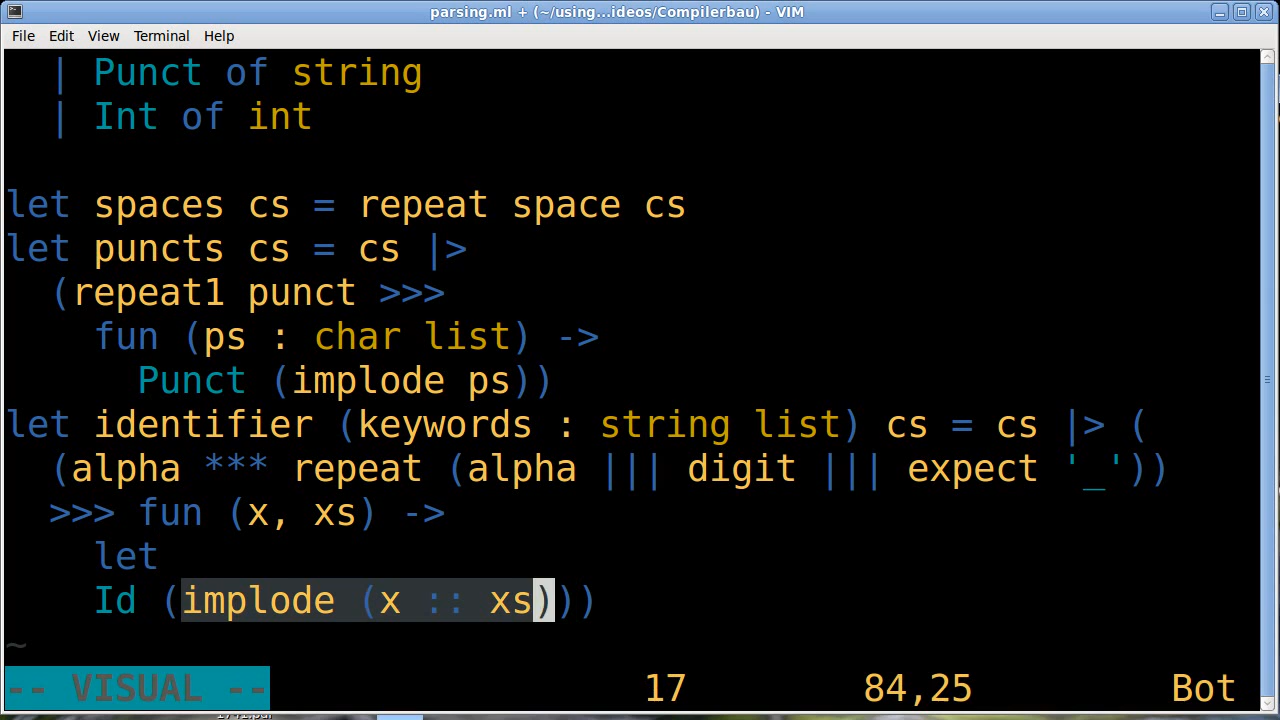 parsing.ml + (~/using...ideos/Compilerbau) - VIM
File Edit View Terminal Help
| Punct of string
| Int of int
let spaces cs = repeat space cs
let puncts cs = cs |>
(repeat1 punct >>>
fun (ps : char list) ->
Punct (implode ps))
let identifier (keywords : string list) cs = cs |> (
(alpha *** repeat (alpha ||| digit ||| expect '_'))
>>> fun (x, xs) ->
let
Id (implode (x :: xs)))
~
-- VISUAL -- 17 84,25 Bot